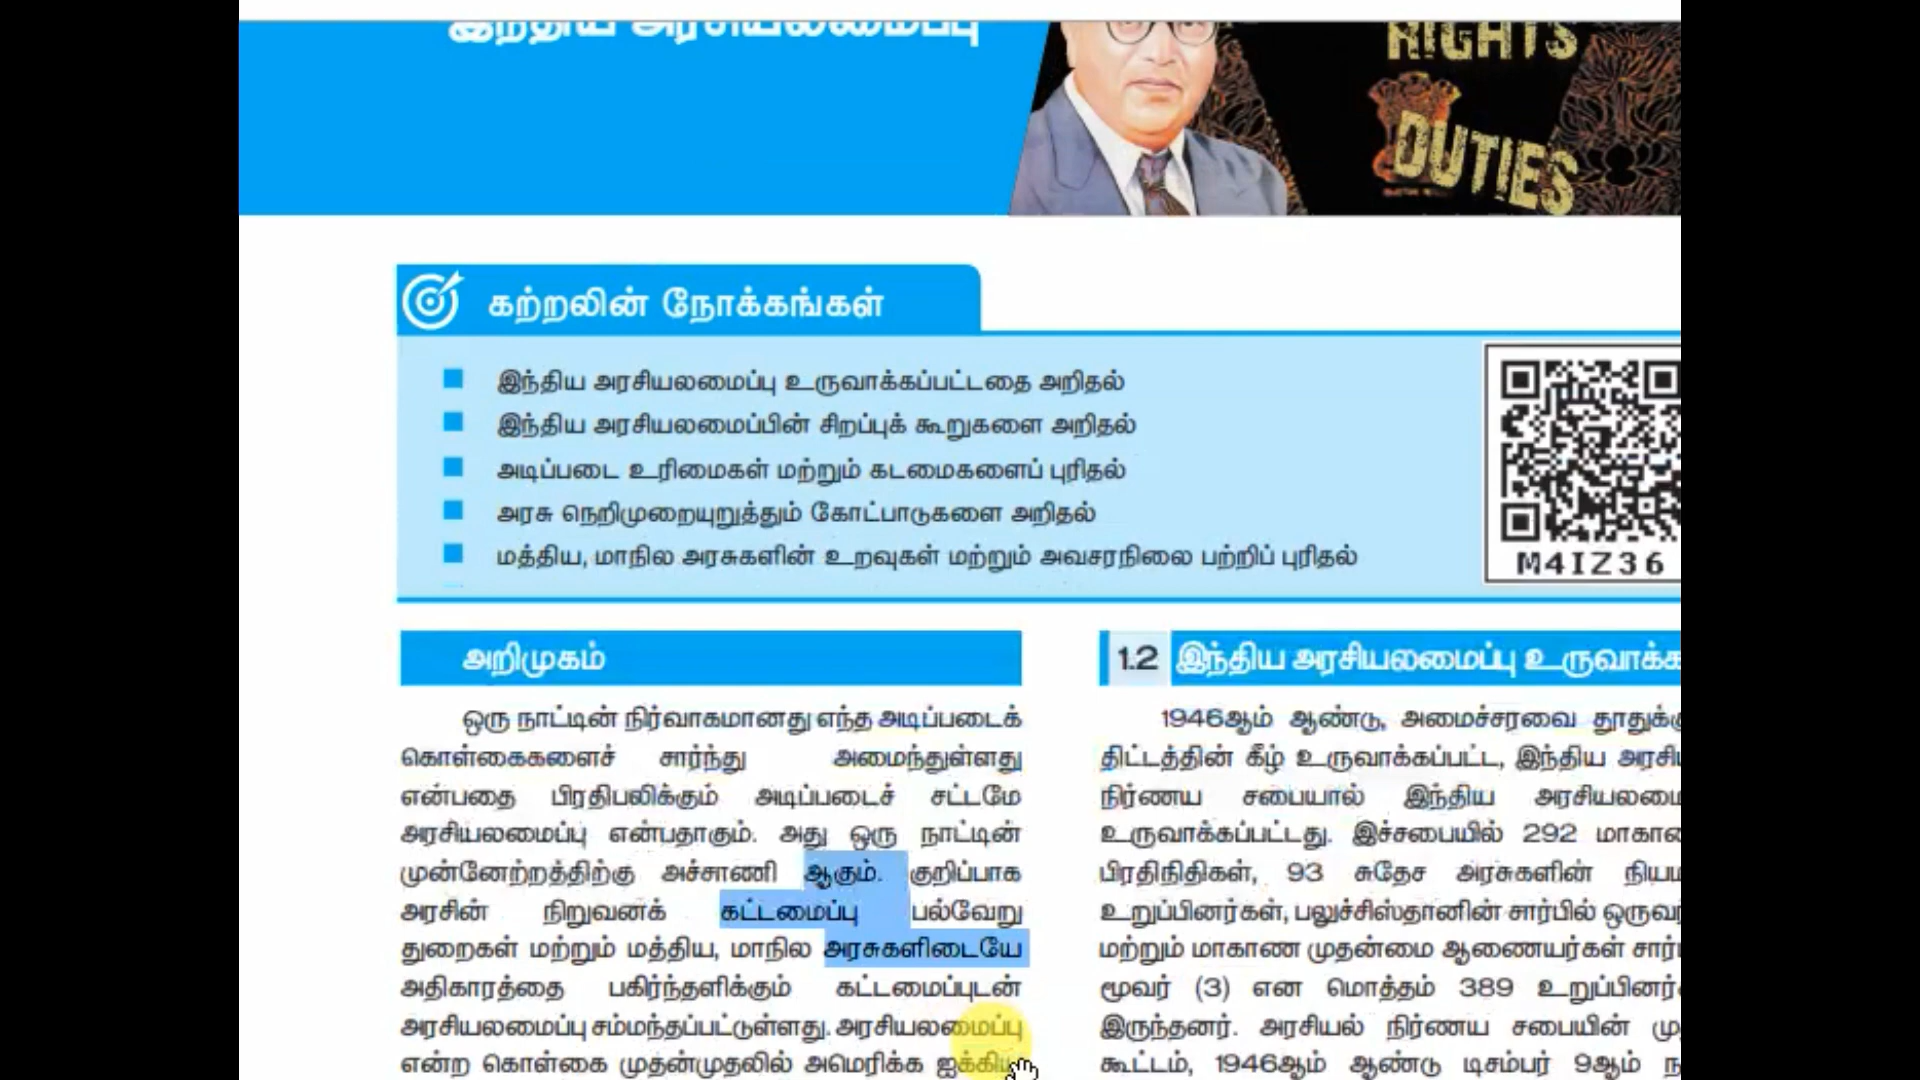 இந்திய அரசியலமைப்பு
RIGHTS
DUTIES
கற்றலின் நோக்கங்கள்
இந்திய அரசியலமைப்பு உருவாக்கப்பட்டதை அறிதல்
இந்திய அரசியலமைப்பின் சிறப்புக் கூறுகளை அறிதல்
அடிப்படை உரிமைகள் மற்றும் கடமைகளைப் புரிதல்
அரசு நெறிமுறையுறுத்தும் கோட்பாடுகளை அறிதல்
மத்திய, மாநில அரசுகளின் உறவுகள் மற்றும் அவசரநிலை பற்றிப் புரிதல்
M4IZ36
அறிமுகம்
ஒரு நாட்டின் நிர்வாகமானது எந்த அடிப்படைக்
கொள்கைகளைச் சார்ந்து அமைந்துள்ளது
என்பதை பிரதிபலிக்கும் அடிப்படைச் சட்டமே
அரசியலமைப்பு என்பதாகும். அது ஒரு நாட்டின்
முன்னேற்றத்திற்கு அச்சாணி ஆகும். குறிப்பாக
அரசின் நிறுவனக் கட்டமைப்பு பல்வேறு
துறைகள் மற்றும் மத்திய, மாநில அரசுகளிடையே
அதிகாரத்தை பகிர்ந்தளிக்கும் கட்டமைப்புடன்
அரசியலமைப்பு சம்மந்தப்பட்டுள்ளது. அரசியலமைப்பு
என்ற கொள்கை முதன்முதலில் அமெரிக்க
1.2 இந்திய அரசியலமைப்பு
1946ஆம் ஆண்டு, அமைச்சரவை
திட்டத்தின் கீழ் உருவாக்கப்பட்ட, இந்திய
நிர்ணய சபையால் இந்திய
உருவாக்கப்பட்டது. இச்சபையில் 292
பிரதிநிதிகள், 93 சுதேச அரசுகளின்
உறுப்பினர்கள், பலுச்சிஸ்தானின் சார்பில்
மற்றும் மாகாண முதன்மை ஆணையர்கள்
மூவர் (3) என மொத்தம் 389
இருந்தனர். அரசியல் நிர்ணய சபையின்
கூட்டம், 1946ஆம் ஆண்டு டிசம்பர் 9ஆம்